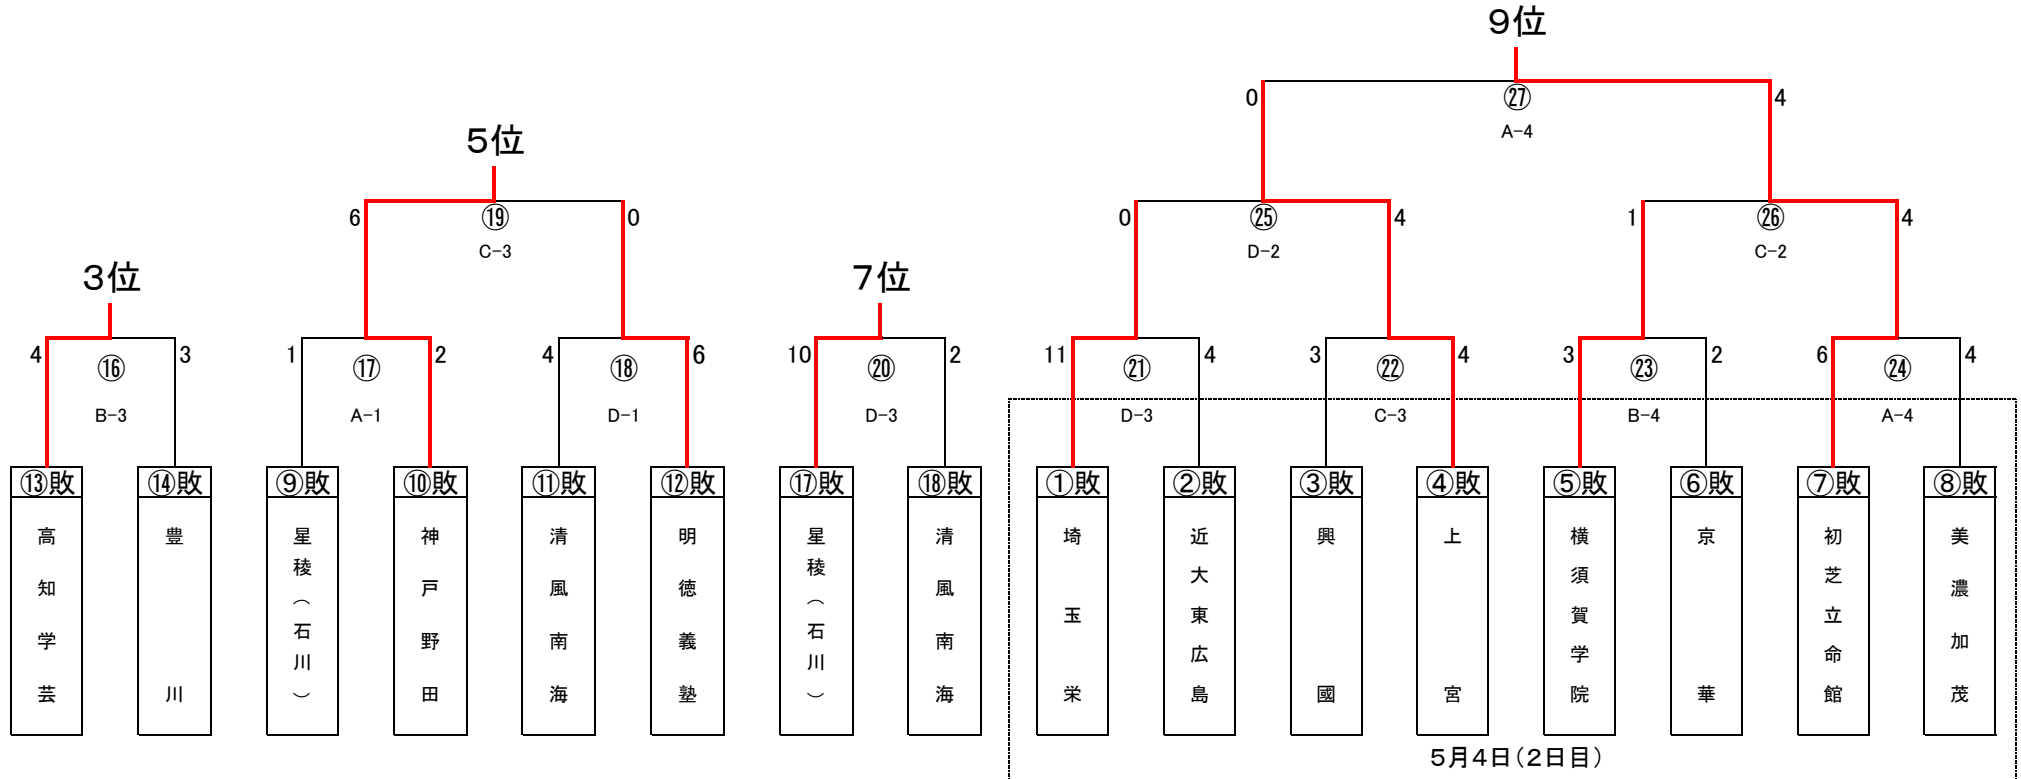 9位
0 ㉗ 4
A-4
5位
6 ⑲ 0
C-3
0 ㉕ 4
D-2
1 ㉖ 4
C-2
3位
7位
4 ⑯ 3
B-3
1 ⑰ 2
A-1
4 ⑱ 6
D-1
10 ⑳ 2
D-3
11 ㉑ 4
D-3
3 ㉒ 4
C-3
3 ㉓ 2
B-4
6 ㉔ 4
A-4
⑬敗
高知学芸
⑭敗
豊川
⑨敗
星稜(石川)
⑩敗
神戸野田
⑪敗
清風南海
⑫敗
明徳義塾
⑰敗
星稜(石川)
⑱敗
清風南海
①敗
埼玉栄
②敗
近大東広島
③敗
興國
④敗
上宮
⑤敗
横須賀学院
⑥敗
京華
⑦敗
初芝立命館
⑧敗
美濃加茂
5月4日(2日目)